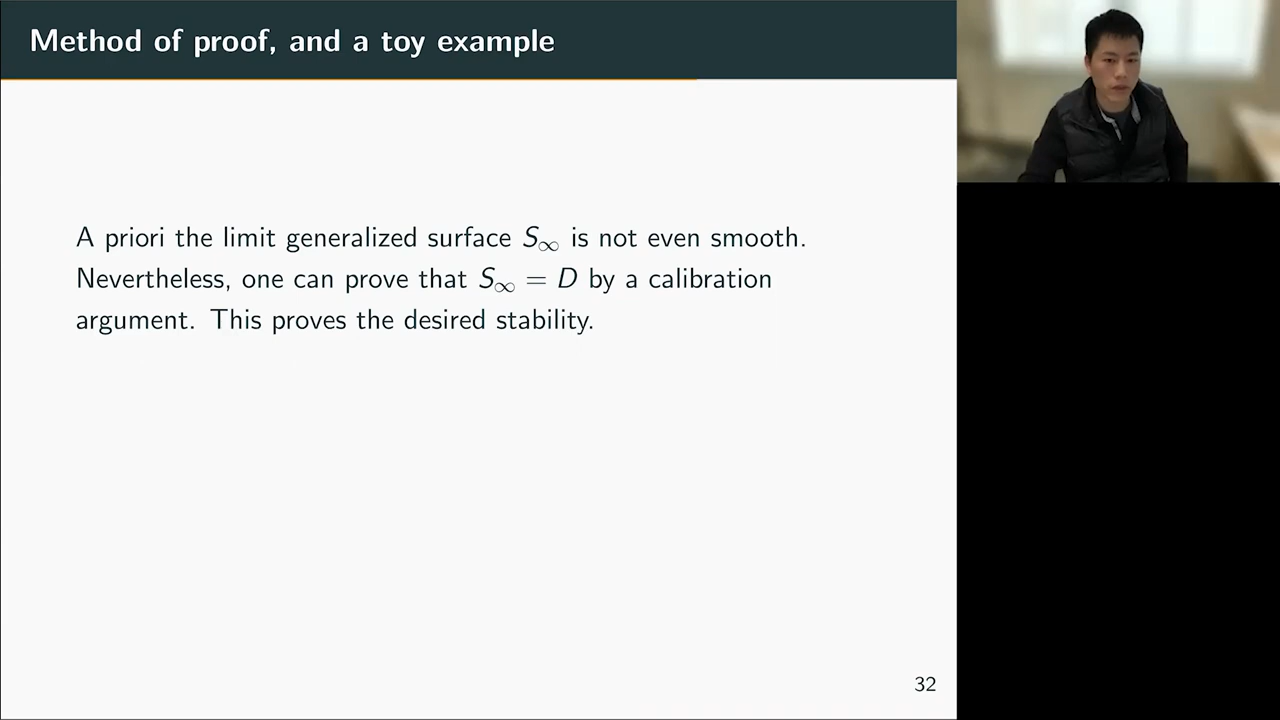 Method of proof, and a toy example
A priori the limit generalized surface S∞ is not even smooth.
Nevertheless, one can prove that S∞ = D by a calibration
argument. This proves the desired stability.
32